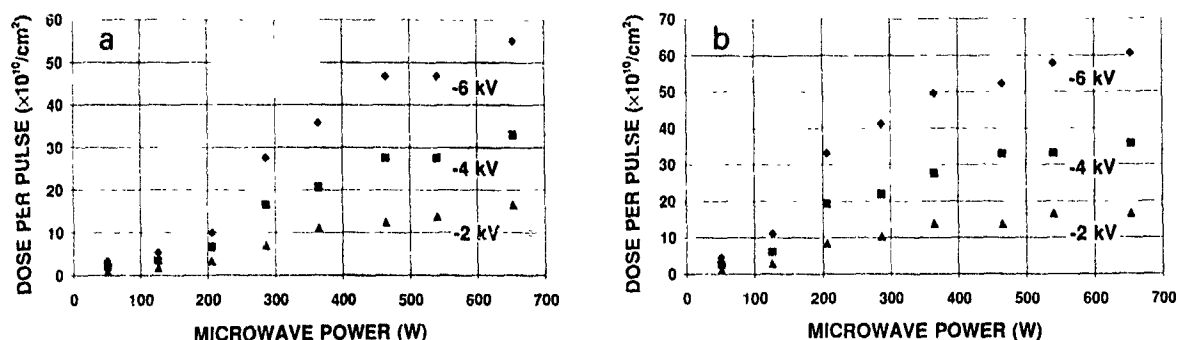 a
DOSE PER PULSE (×10¹⁰/cm²)
60
50
40
30
20
10
0
-6 kV
-4 kV
-2 kV
0 100 200 300 400 500 600 700
MICROWAVE POWER (W)
b
DOSE PER PULSE (×10¹⁰/cm²)
70
60
50
40
30
20
10
0
-6 kV
-4 kV
-2 kV
0 100 200 300 400 500 600 700
MICROWAVE POWER (W)